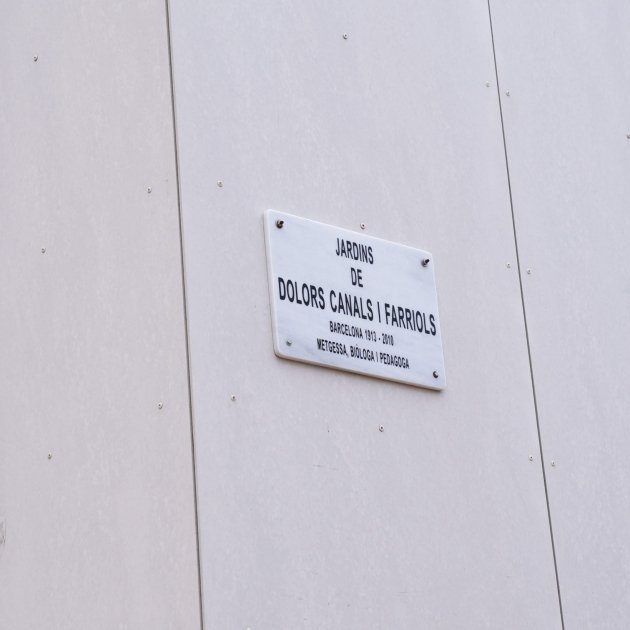 JARDINS
DE
DOLORS CANALS I FARRIOLS
BARCELONA 1913 - 2010
METGESSA, BIÒLOGA I PEDAGOGA